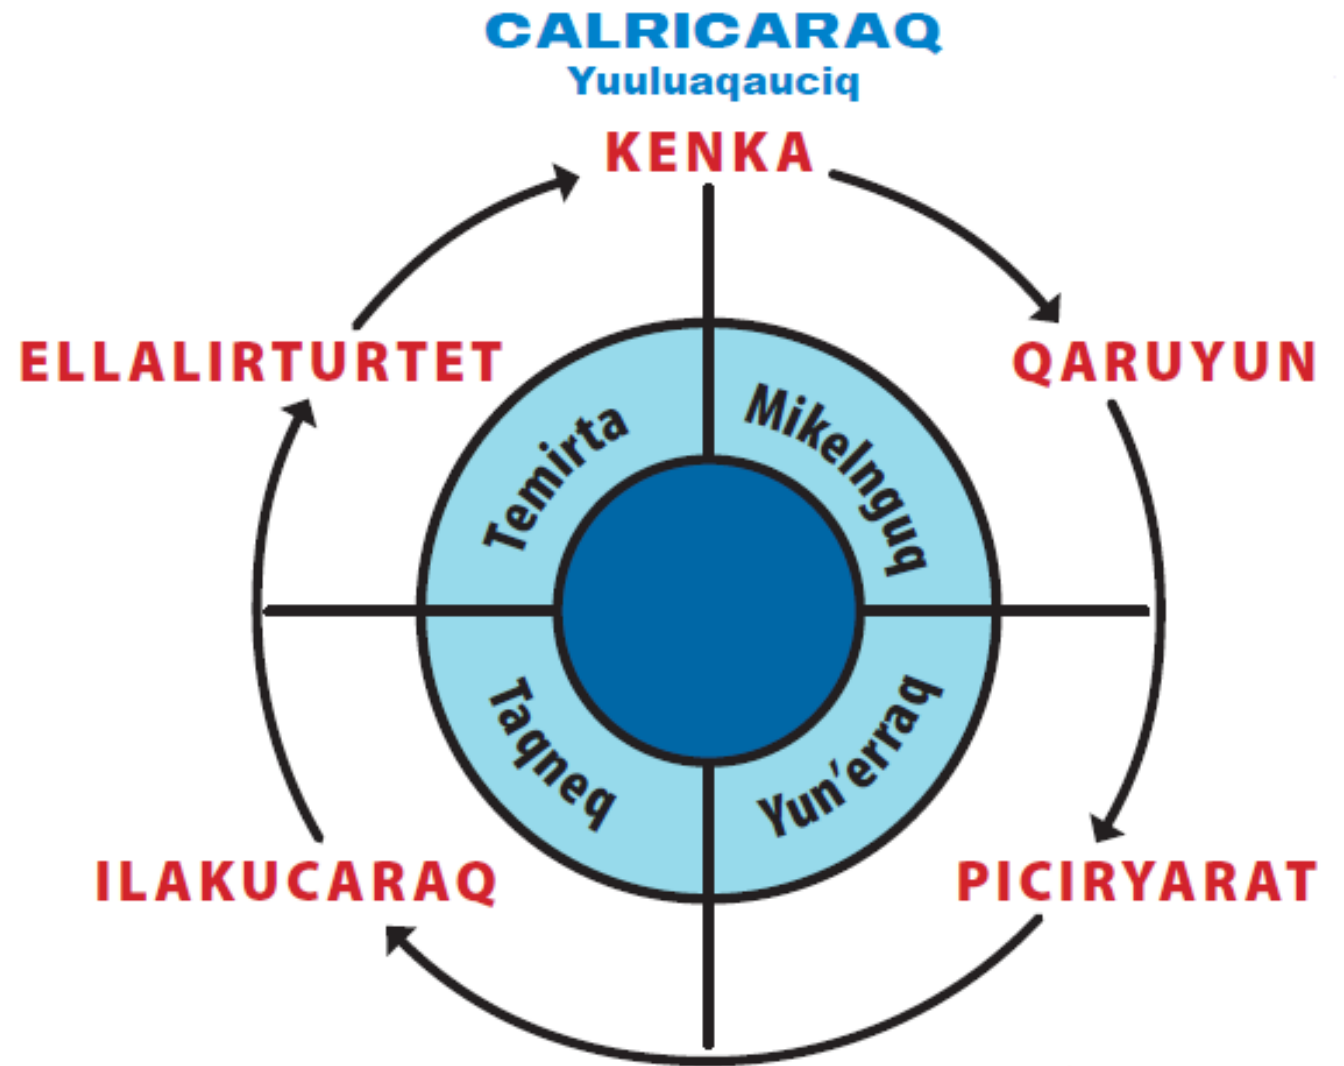 CALRICARAQ
Yuuluaqauciq
KENKA
ELLALIRTURTET
QARUYUN
Temirta
Mikelnguq
Taqneq
Yun'erraq
ILAKUCARAQ
PICIRYARAT